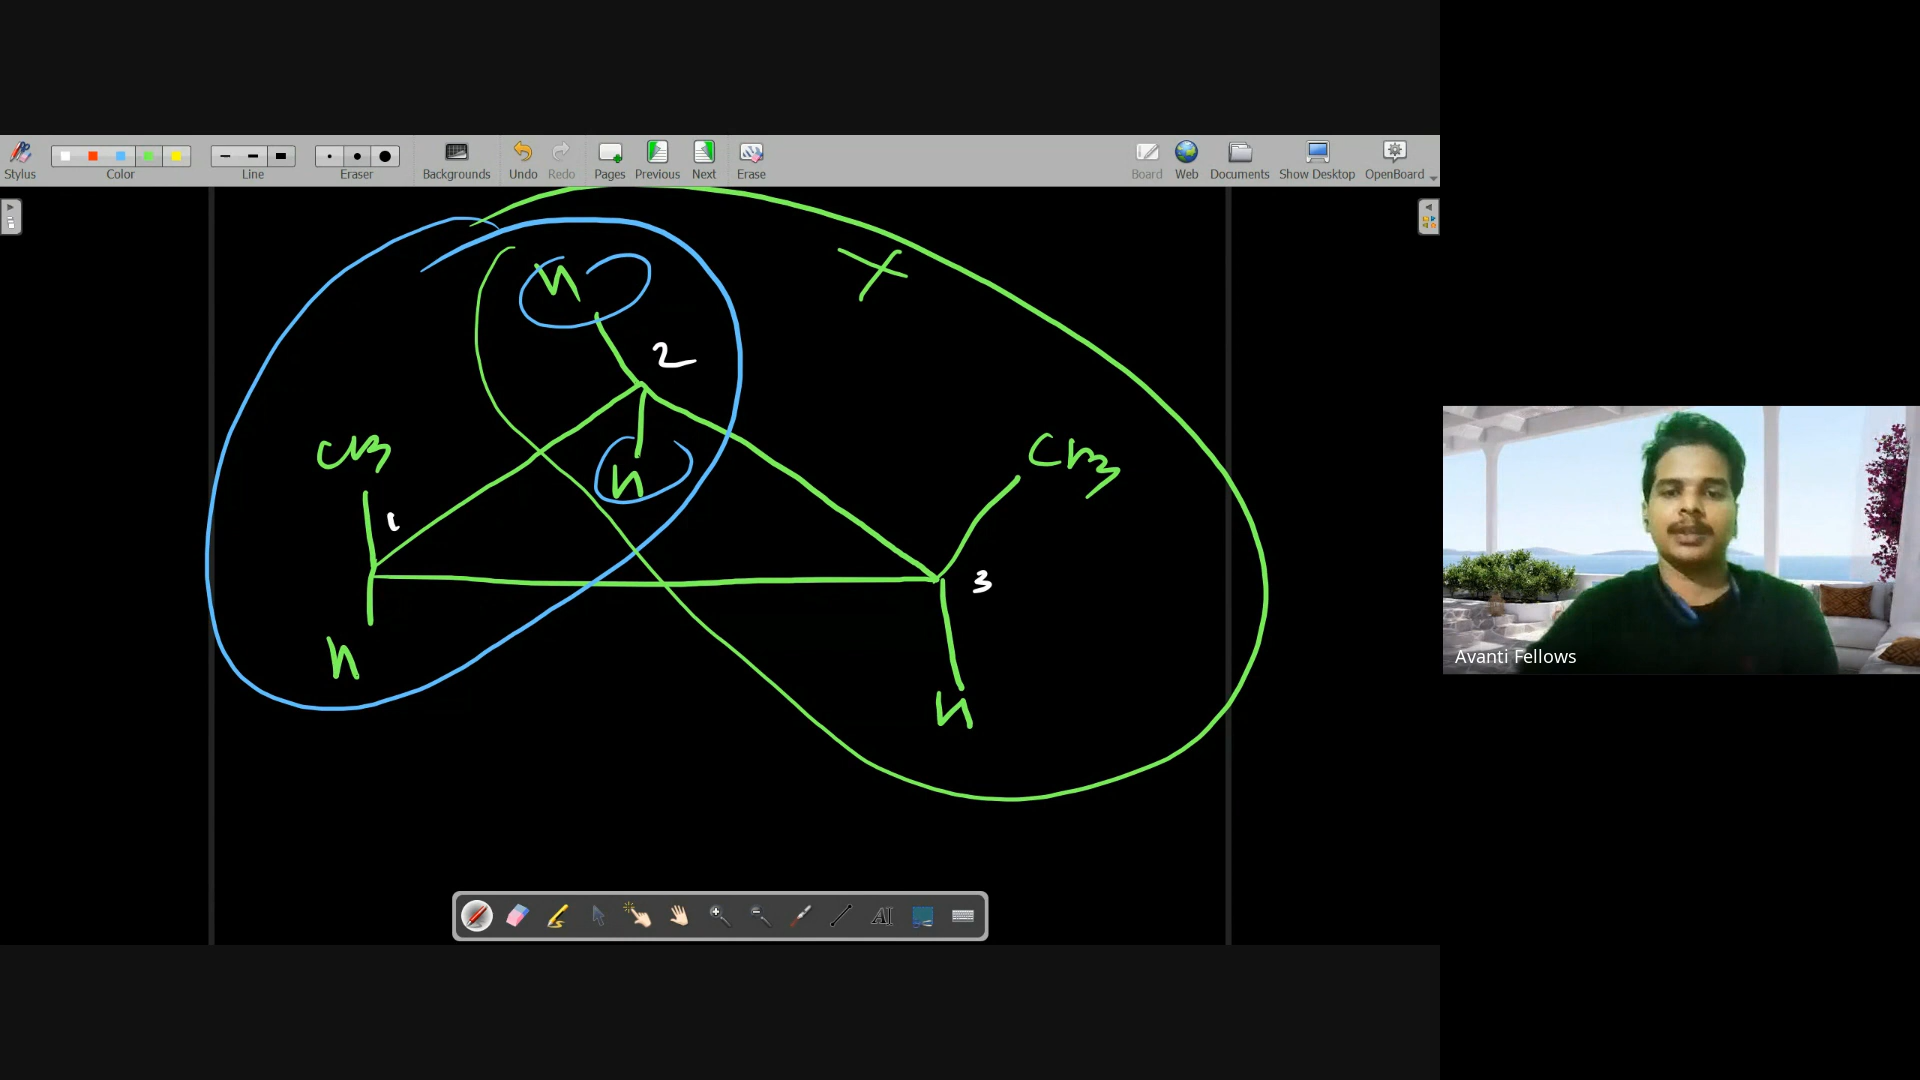 Stylus
Color
Line
Eraser
Backgrounds
Undo
Redo
Pages
Previous
Next
Erase
Board
Web
Documents
Show Desktop
OpenBoard
H
2
CH3
1
H
CH3
3
H
H
X
Avanti Fellows